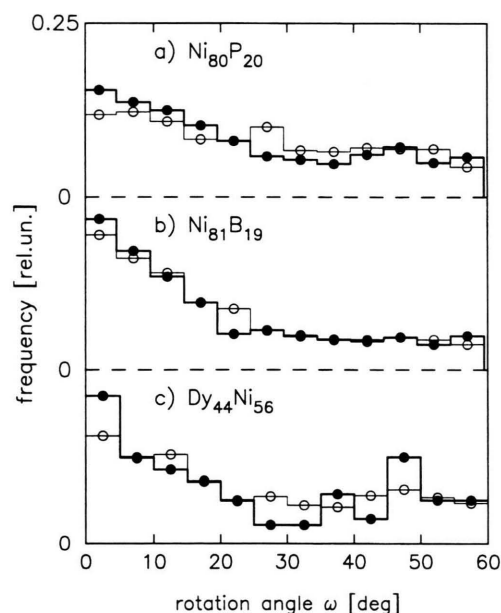 0.25
a) Ni80P20
0
b) Ni81B19
0
c) Dy44Ni56
0
frequency [rel.un.]
0 10 20 30 40 50 60
rotation angle ω [deg]